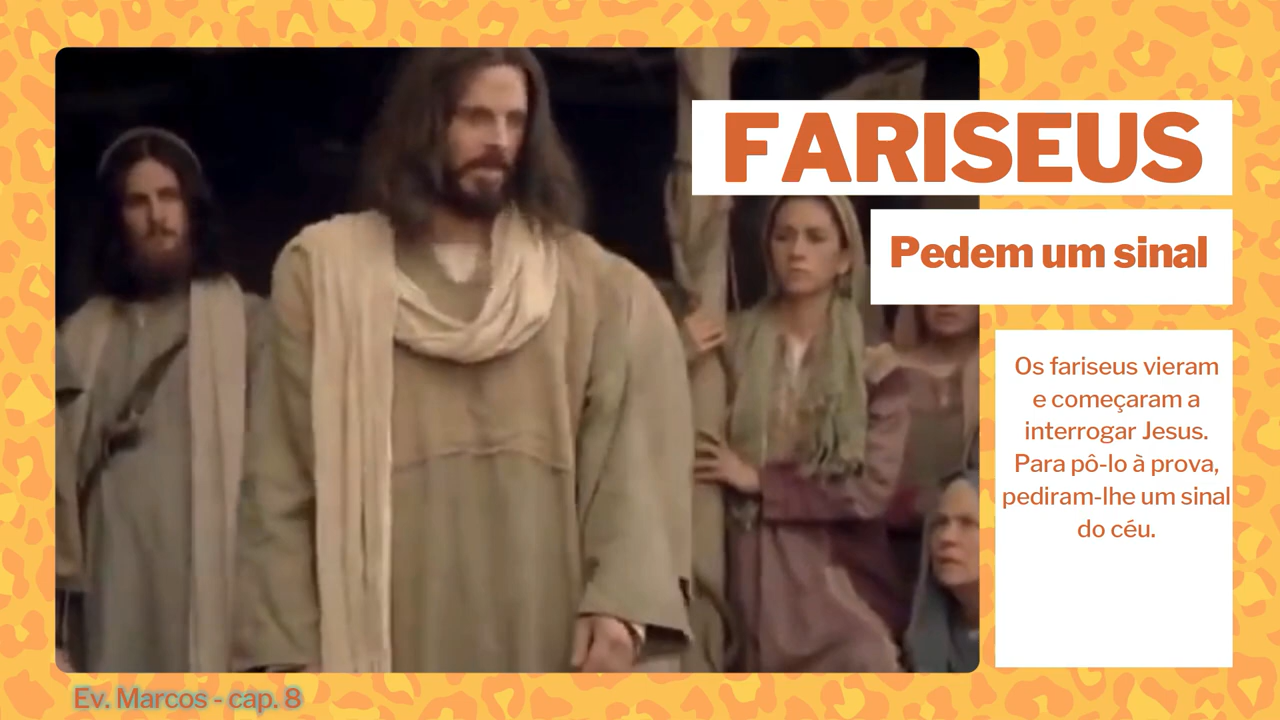 FARISEUS
Pedem um sinal
Os fariseus vieram
e começaram a
interrogar Jesus.
Para pô-lo à prova,
pediram-lhe um sinal
do céu.
Ev. Marcos - cap. 8